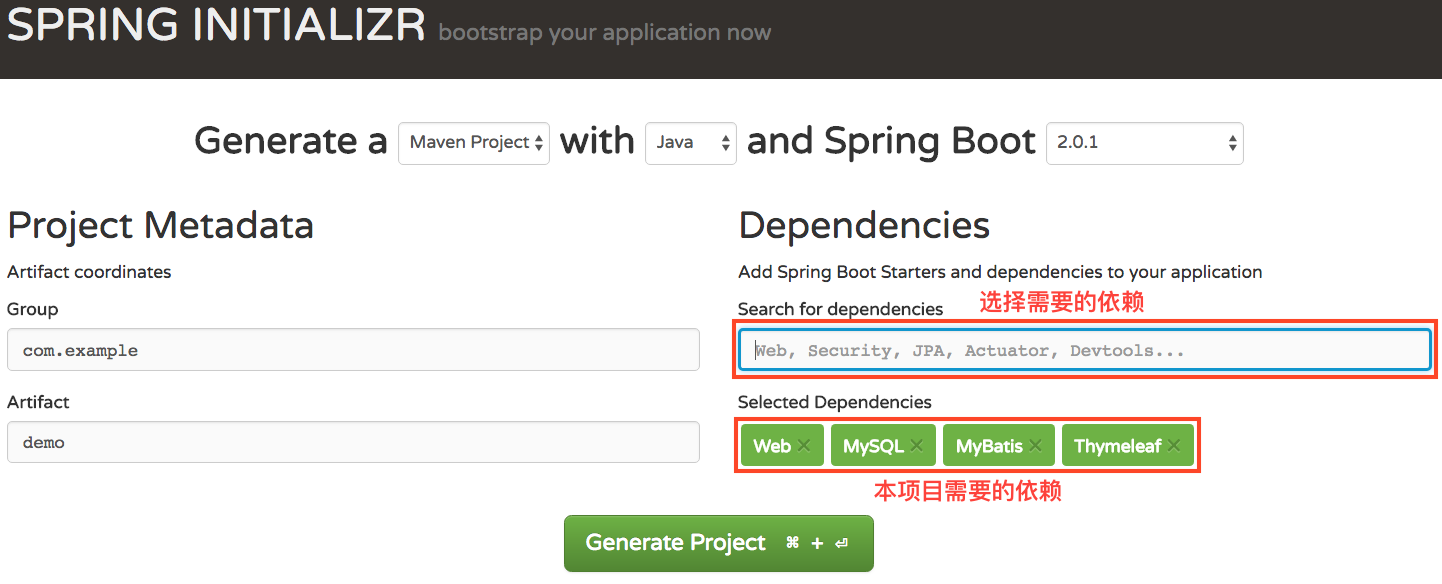 SPRING INITIALIZR bootstrap your application now
Generate a Maven Project with Java and Spring Boot 2.0.1
Project Metadata
Artifact coordinates
Group
com.example
Artifact
demo
Dependencies
Add Spring Boot Starters and dependencies to your application
Search for dependencies 选择需要的依赖
Web, Security, JPA, Actuator, Devtools...
Selected Dependencies
Web × MySQL × MyBatis × Thymeleaf ×
本项目需要的依赖
Generate Project ⌘ + ⏎